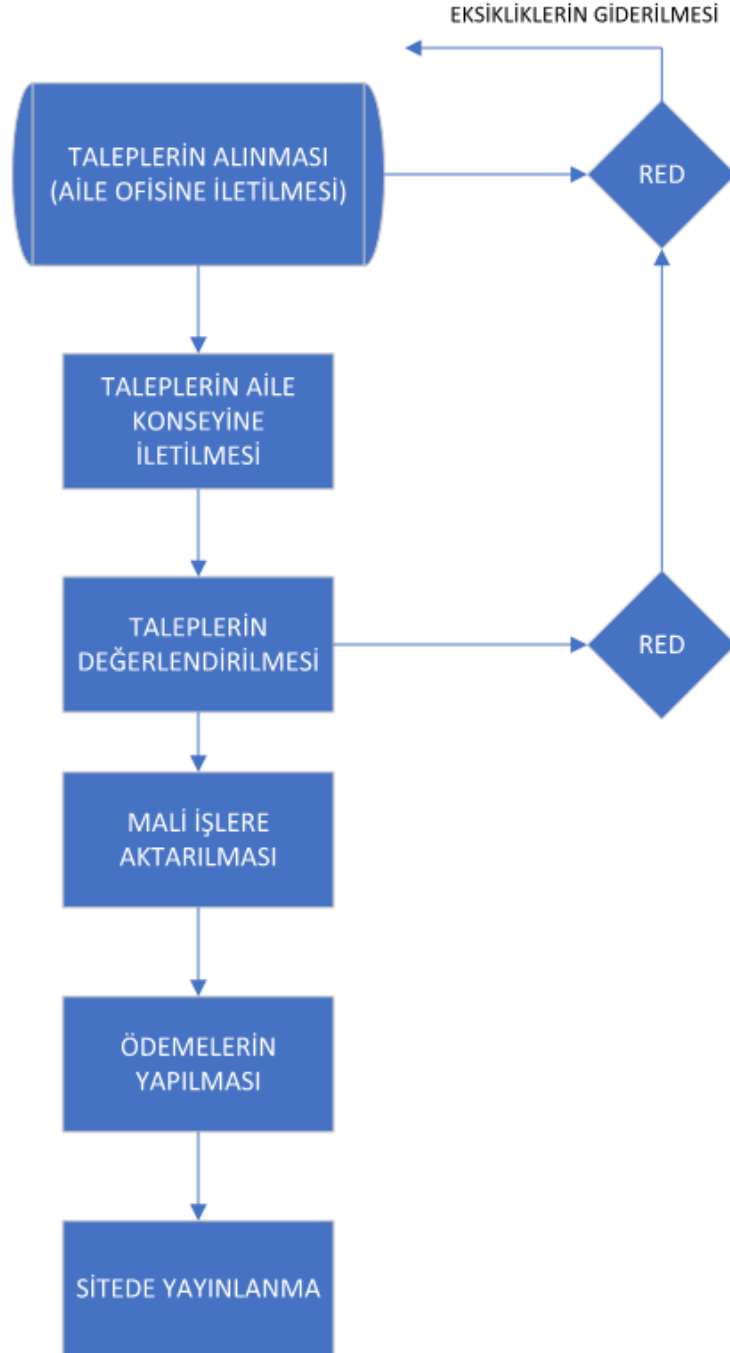 EKSİKLİKLERİN GİDERİLMESİ
TALEPLERİN ALINMASI
(AİLE OFİSİNE İLETİLMESİ)
RED
TALEPLERİN AİLE
KONSEYİNE
İLETİLMESİ
TALEPLERİN
DEĞERLENDİRİLMESİ
RED
MALİ İŞLERE
AKTARILMASI
ÖDEMELERİN
YAPILMASI
SİTEDE YAYINLANMA